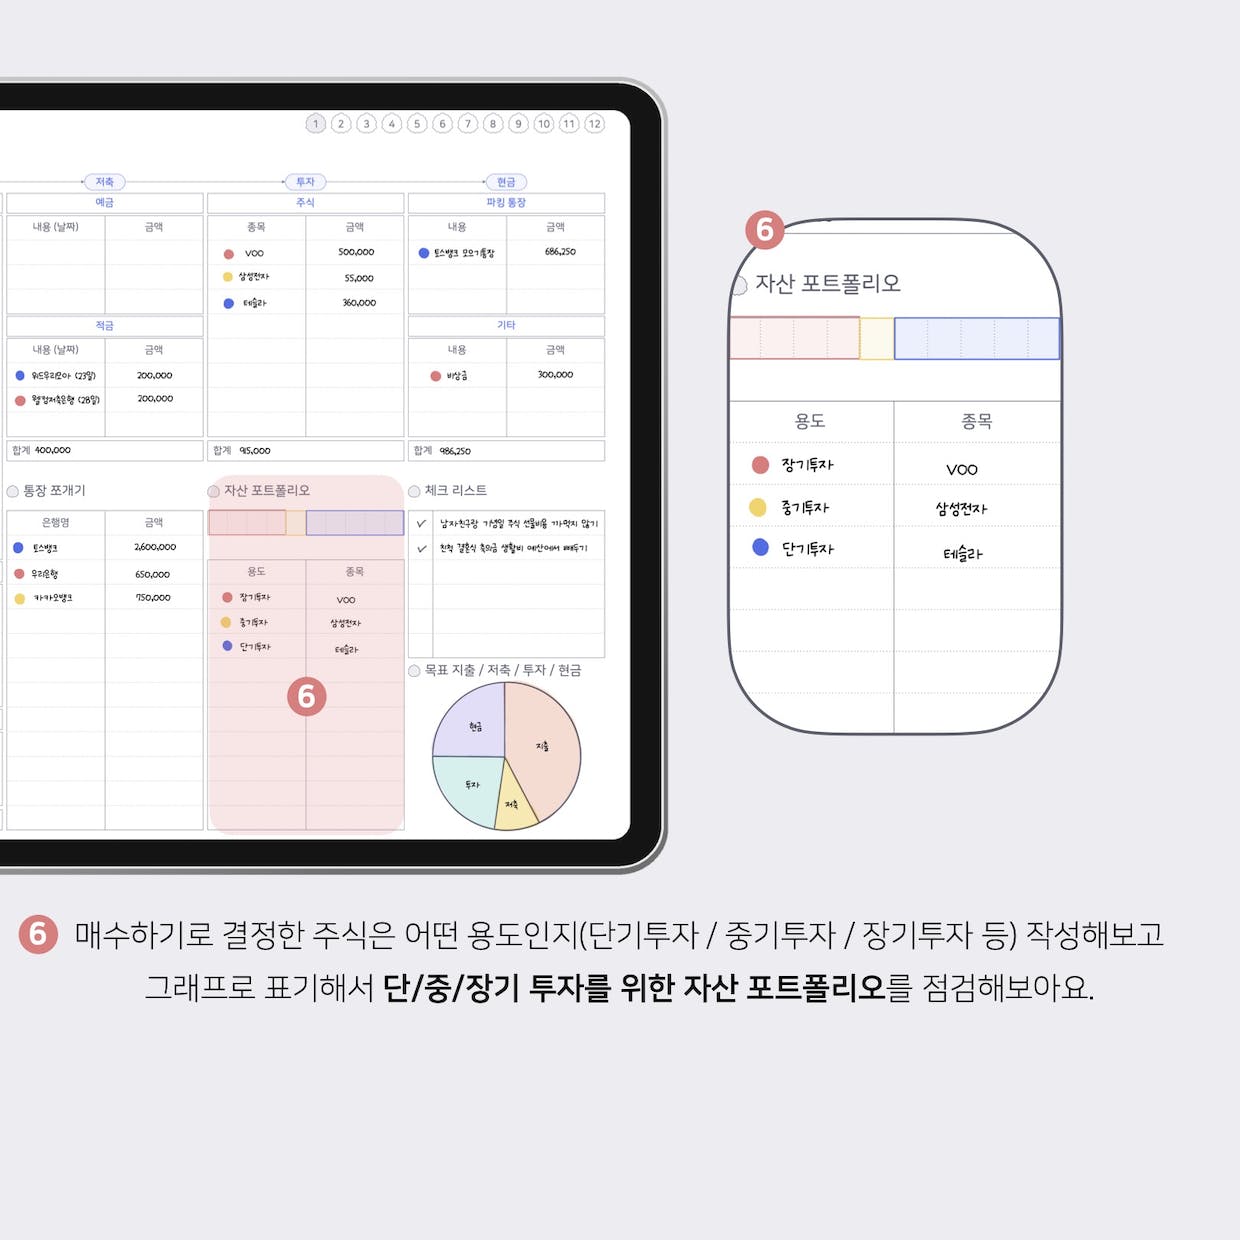 1 2 3 4 5 6 7 8 9 10 11 12
저축 투자 현금
예금 주식 파킹 통장
내용 (날짜) 금액 종목 금액 내용 금액
VOO 500,000 토스뱅크 모으기통장 686,250
삼성전자 55,000
테슬라 360,000
적금 기타
내용 (날짜) 금액 내용 금액
위드우리모아 (23일) 200,000 비상금 300,000
웰컴저축은행 (28일) 200,000
합계 400,000 합계 915,000 합계 986,250
통장 쪼개기 자산 포트폴리오 체크 리스트
은행명 금액
토스뱅크 2,600,000
우리은행 650,000
카카오뱅크 750,000
용도 종목
장기투자 VOO
중기투자 삼성전자
단기투자 테슬라
6
남자친구랑 기념일 주식 선물비용 까먹지 않기
친척 결혼식 축의금 생활비 예산에서 빼두기
목표 지출 / 저축 / 투자 / 현금
현금 지출
투자 저축
6
자산 포트폴리오
용도 종목
장기투자 VOO
중기투자 삼성전자
단기투자 테슬라
6 매수하기로 결정한 주식은 어떤 용도인지(단기투자 / 중기투자 / 장기투자 등) 작성해보고
그래프로 표기해서 단/중/장기 투자를 위한 자산 포트폴리오를 점검해보아요.